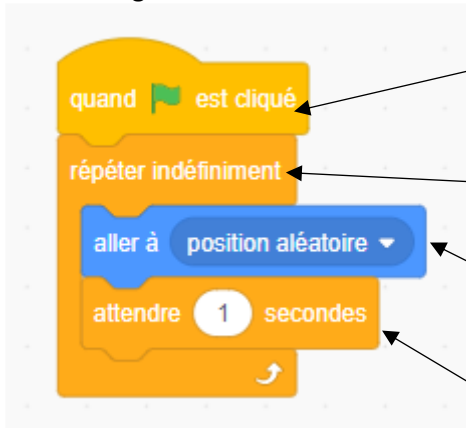 quand est cliqué
répéter indéfiniment
aller à position aléatoire
attendre 1 secondes